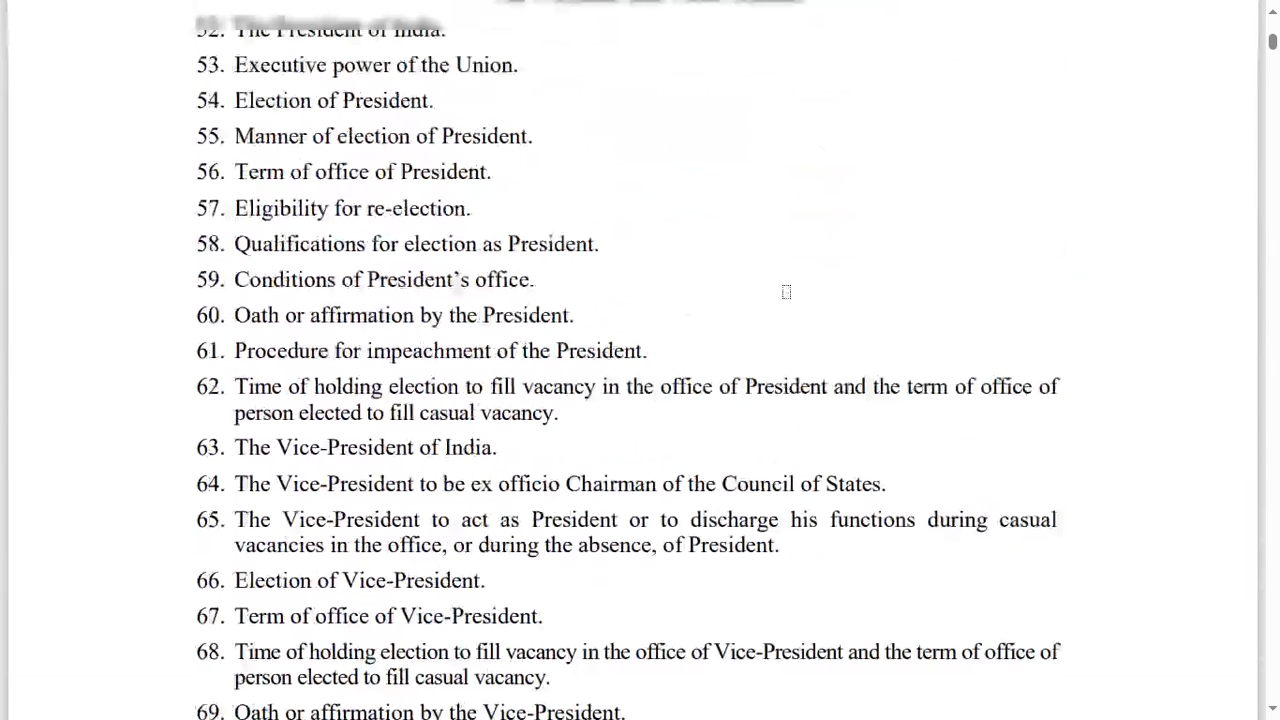 52. The President of India.
53. Executive power of the Union.
54. Election of President.
55. Manner of election of President.
56. Term of office of President.
57. Eligibility for re-election.
58. Qualifications for election as President.
59. Conditions of President’s office.
60. Oath or affirmation by the President.
61. Procedure for impeachment of the President.
62. Time of holding election to fill vacancy in the office of President and the term of office of
person elected to fill casual vacancy.
63. The Vice-President of India.
64. The Vice-President to be ex officio Chairman of the Council of States.
65. The Vice-President to act as President or to discharge his functions during casual
vacancies in the office, or during the absence, of President.
66. Election of Vice-President.
67. Term of office of Vice-President.
68. Time of holding election to fill vacancy in the office of Vice-President and the term of office of
person elected to fill casual vacancy.
69. Oath or affirmation by the Vice-President.